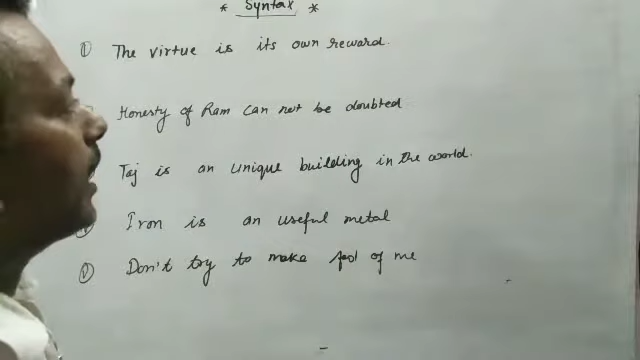 * Syntax *
① The virtue is its own reward.
Honesty of Ram can not be doubted
Taj is an unique building in the world.
Iron is an useful metal
⑤ Don't try to make fool of me